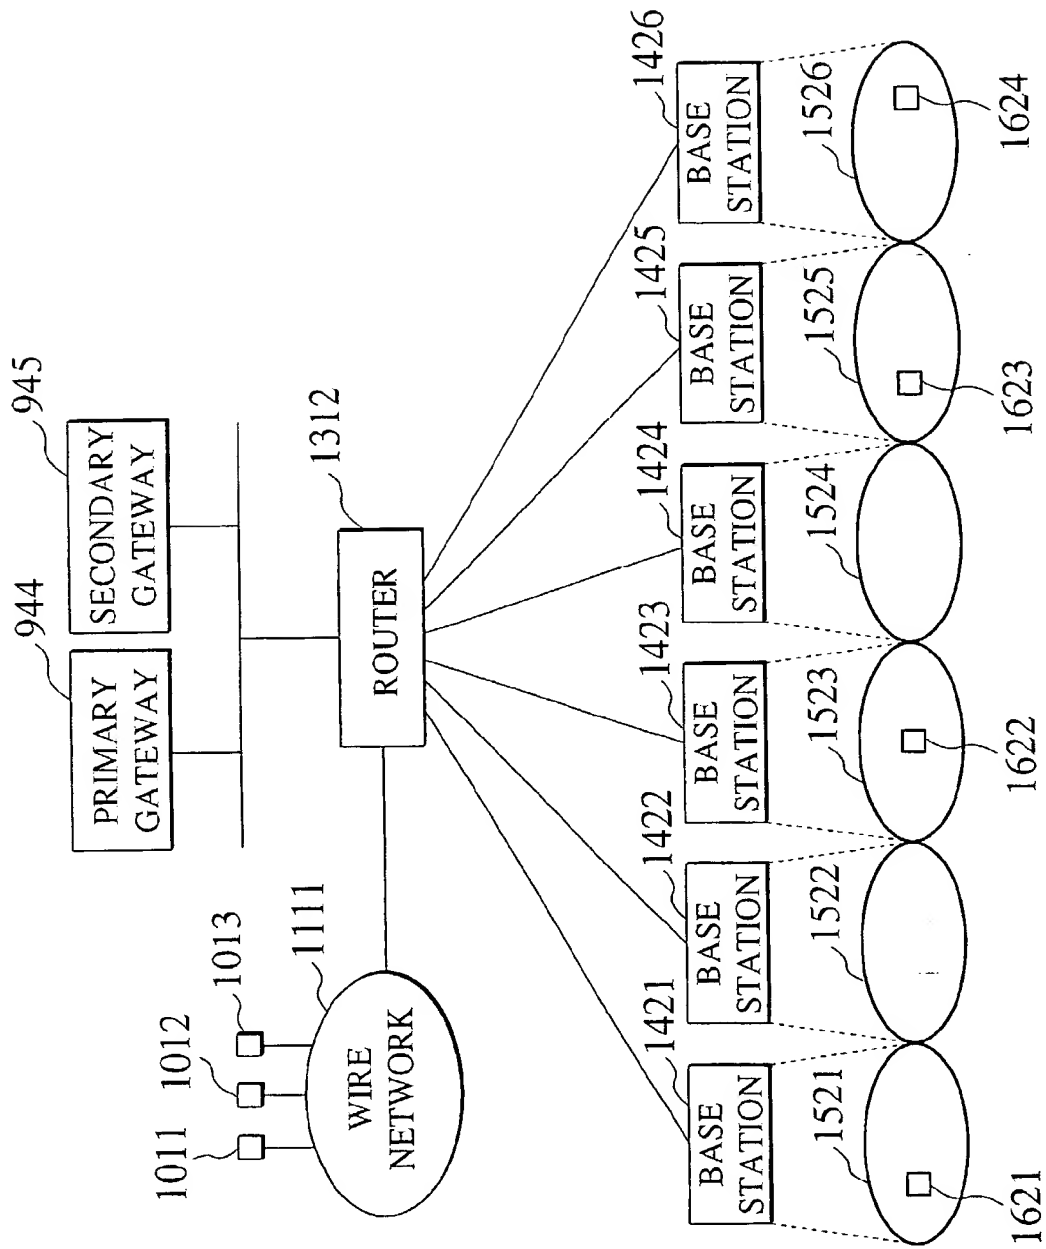 944
945
PRIMARY
GATEWAY
SECONDARY
GATEWAY
1011
1012
1013
1111
1312
WIRE
NETWORK
ROUTER
1421
1422
1423
1424
1425
1426
BASE
STATION
BASE
STATION
BASE
STATION
BASE
STATION
BASE
STATION
BASE
STATION
1521
1522
1523
1524
1525
1526
1621
1622
1623
1624